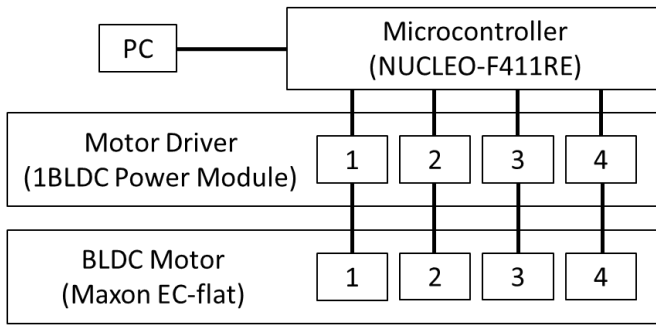 PC
Microcontroller
(NUCLEO-F411RE)
Motor Driver
(1BLDC Power Module)
1 2 3 4
BLDC Motor
(Maxon EC-flat)
1 2 3 4